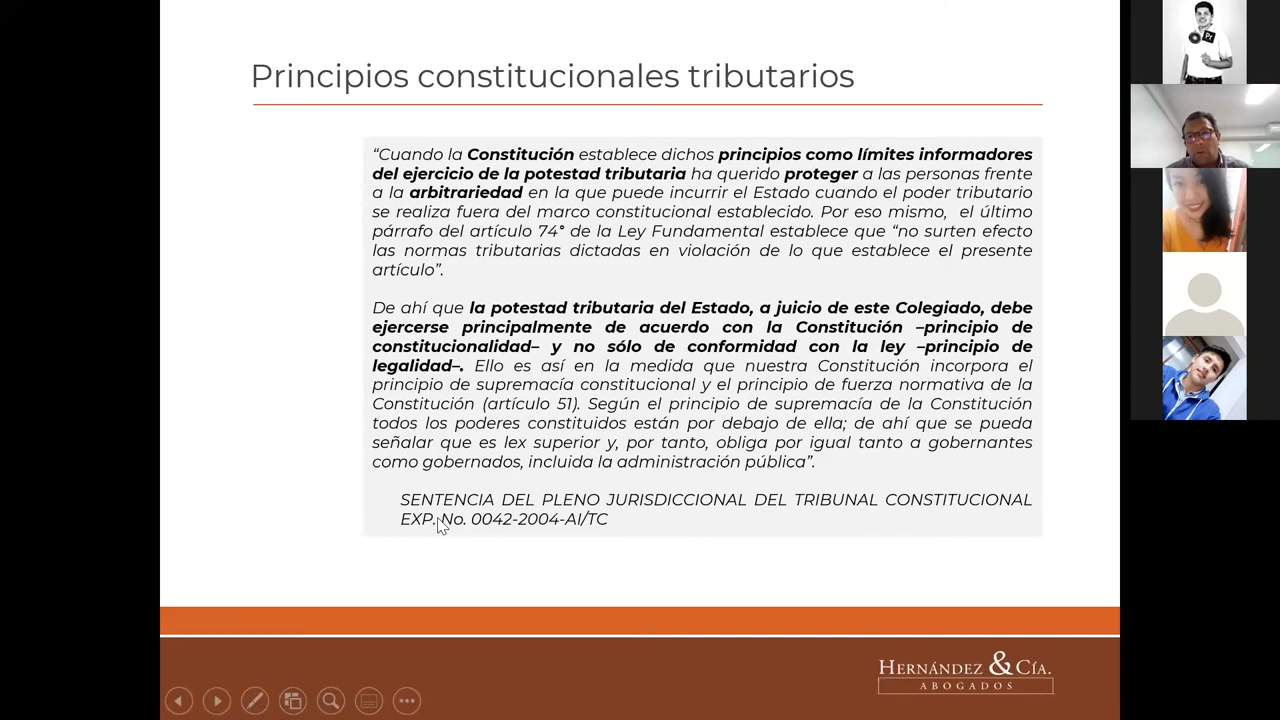 Principios constitucionales tributarios
“Cuando la Constitución establece dichos principios como límites informadores
del ejercicio de la potestad tributaria ha querido proteger a las personas frente
a la arbitrariedad en la que puede incurrir el Estado cuando el poder tributario
se realiza fuera del marco constitucional establecido. Por eso mismo, el último
párrafo del artículo 74° de la Ley Fundamental establece que “no surten efecto
las normas tributarias dictadas en violación de lo que establece el presente
artículo”.
De ahí que la potestad tributaria del Estado, a juicio de este Colegiado, debe
ejercerse principalmente de acuerdo con la Constitución –principio de
constitucionalidad– y no sólo de conformidad con la ley –principio de
legalidad–. Ello es así en la medida que nuestra Constitución incorpora el
principio de supremacía constitucional y el principio de fuerza normativa de la
Constitución (artículo 51). Según el principio de supremacía de la Constitución
todos los poderes constituidos están por debajo de ella; de ahí que se pueda
señalar que es lex superior y, por tanto, obliga por igual tanto a gobernantes
como gobernados, incluida la administración pública”.
SENTENCIA DEL PLENO JURISDICCIONAL DEL TRIBUNAL CONSTITUCIONAL
EXP. No. 0042-2004-AI/TC
HERNÁNDEZ & CÍA.
ABOGADOS
Pr